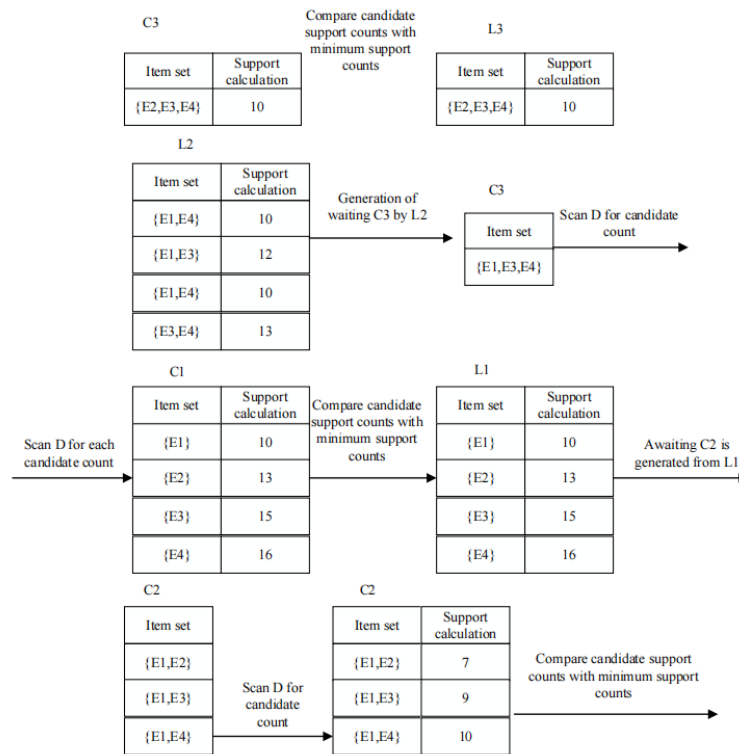 C3
Compare candidate
support counts with
minimum support
counts
L3
Item set Support
calculation
{E2,E3,E4} 10
Item set Support
calculation
{E2,E3,E4} 10
L2
Item set Support
calculation
{E1,E4} 10
{E1,E3} 12
{E1,E4} 10
{E3,E4} 13
Generation of
waiting C3 by L2
C3
Item set
{E1,E3,E4}
Scan D for candidate
count
Scan D for each
candidate count
C1
Item set Support
calculation
{E1} 10
{E2} 13
{E3} 15
{E4} 16
Compare candidate
support counts with
minimum support
counts
L1
Item set Support
calculation
{E1} 10
{E2} 13
{E3} 15
{E4} 16
Awaiting C2 is
generated from L1
C2
Item set
{E1,E2}
{E1,E3}
{E1,E4}
Scan D for
candidate
count
C2
Item set Support
calculation
{E1,E2} 7
{E1,E3} 9
{E1,E4} 10
Compare candidate support
counts with minimum support
counts